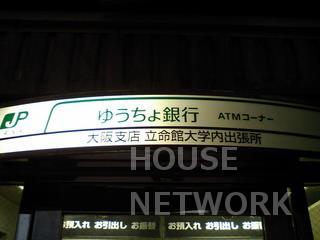 JP
ゆうちょ銀行 ATMコーナー
大阪支店 立命館大学内出張所
HOUSE
NETWORK
お預入れ お引出し お振替 お預入れ お引出し お振替